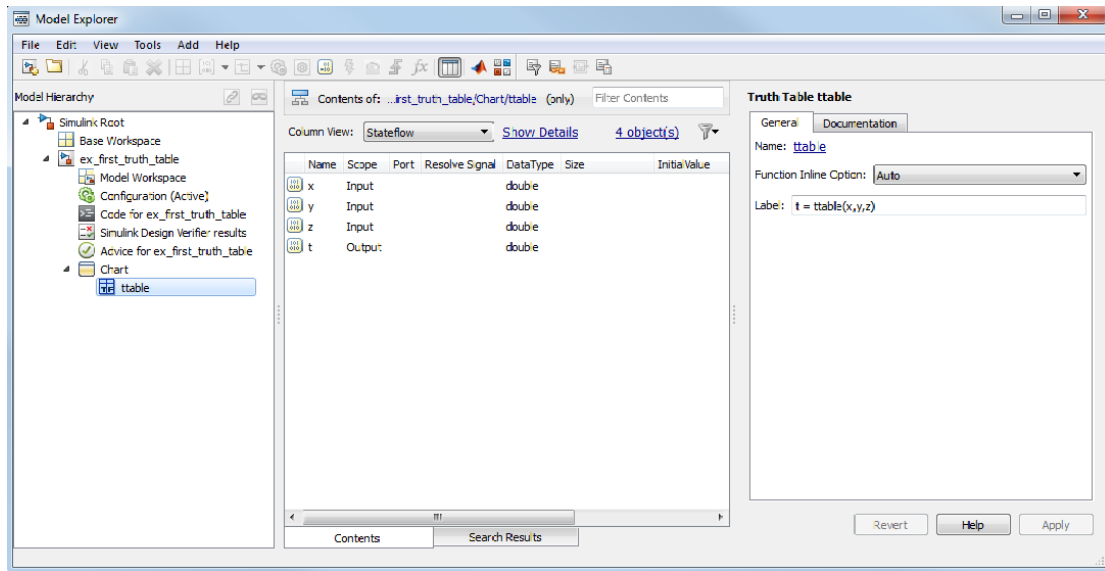 Model Explorer
File Edit View Tools Add Help
Model Hierarchy
Simulink Root
Base Workspace
ex_first_truth_table
Model Workspace
Configuration (Active)
Code for ex_first_truth_table
Simulink Design Verifier results
Advice for ex_first_truth_table
Chart
ttable
Contents of: ...irst_truth_table/Chart/ttable (only) Filter Contents
Column View: Stateflow Show Details 4 object(s)
Name Scope Port Resolve Signal DataType Size InitialValue
x Input double
y Input double
z Input double
t Output double
Contents Search Results
Truth Table ttable
General Documentation
Name: ttable
Function Inline Option: Auto
Label: t = ttable(x,y,z)
Revert Help Apply